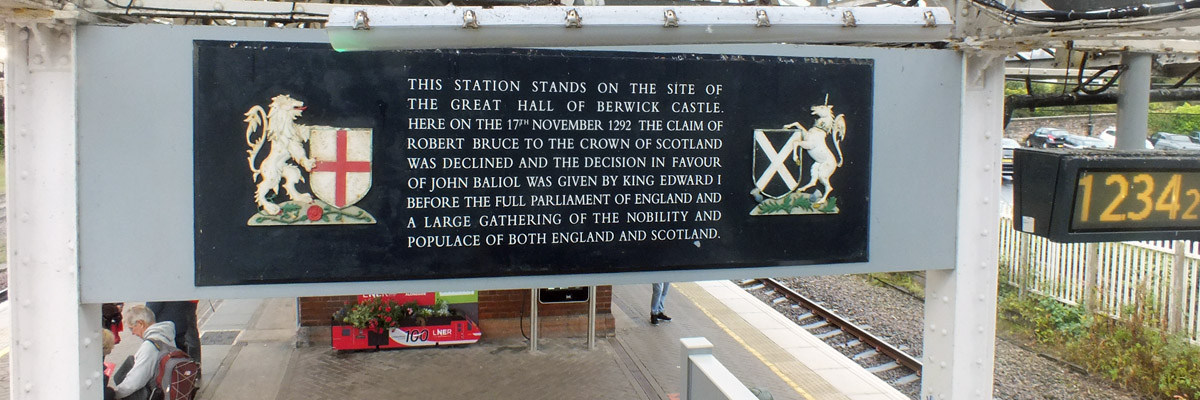 THIS STATION STANDS ON THE SITE OF
THE GREAT HALL OF BERWICK CASTLE.
HERE ON THE 17TH NOVEMBER 1292 THE CLAIM OF
ROBERT BRUCE TO THE CROWN OF SCOTLAND
WAS DECLINED AND THE DECISION IN FAVOUR
OF JOHN BALIOL WAS GIVEN BY KING EDWARD I
BEFORE THE FULL PARLIAMENT OF ENGLAND AND
A LARGE GATHERING OF THE NOBILITY AND
POPULACE OF BOTH ENGLAND AND SCOTLAND.
12342
LNER